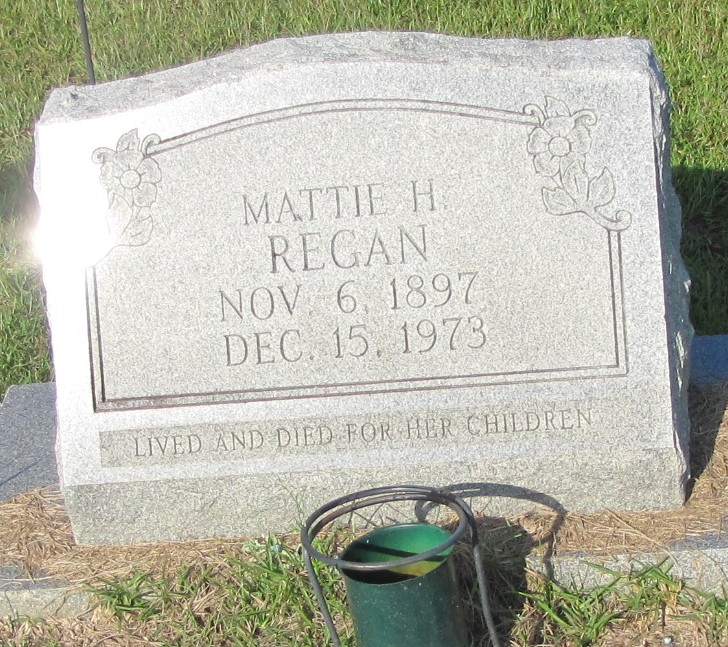 MATTIE H.
REGAN
NOV. 6, 1897
DEC. 15, 1973
LIVED AND DIED FOR HER CHILDREN